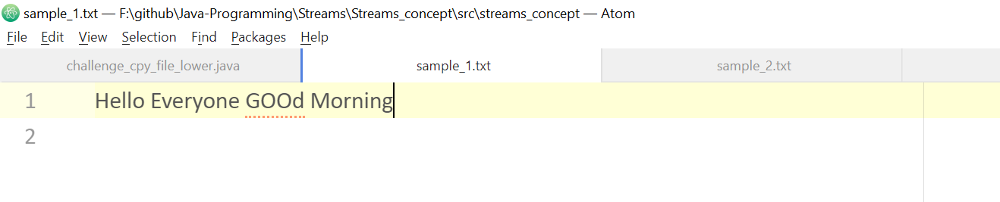 sample_1.txt — F:\github\Java-Programming\Streams\Streams_concept\src\streams_concept — Atom
File Edit View Selection Find Packages Help
challenge_cpy_file_lower.java sample_1.txt sample_2.txt
1 Hello Everyone GOOd Morning
2